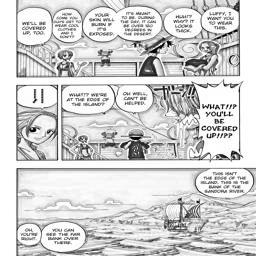 LUFFY, I
WANT YOU
TO WEAR
THIS.
HUH??
WHY? IT
LOOKS
THICK.
IT'S MEANT
TO BE. DURING
THE DAY, IT CAN
BE OVER 50
DEGREES IN
THE DESERT.
YOUR SKIN
WILL BURN
IF IT'S
EXPOSED.
HOW COME
YOU GUYS GET
TO WEAR COOL
CLOTHES
AND I
DON'T?
WE'LL BE
COVERED
UP, TOO.
WHAT!!?
YOU'LL BE
COVERED
UP!!??
OH WELL,
CAN'T BE
HELPED.
WHAT!? WE'RE
AT THE EDGE OF
THE ISLAND?
!!
THIS ISN'T
THE EDGE OF THE
ISLAND. THIS IS THE
BANK OF THE
SANDORA RIVER.
YOU CAN
SEE THE FAR
BANK OVER
THERE.
OH,
YOU'RE
RIGHT.